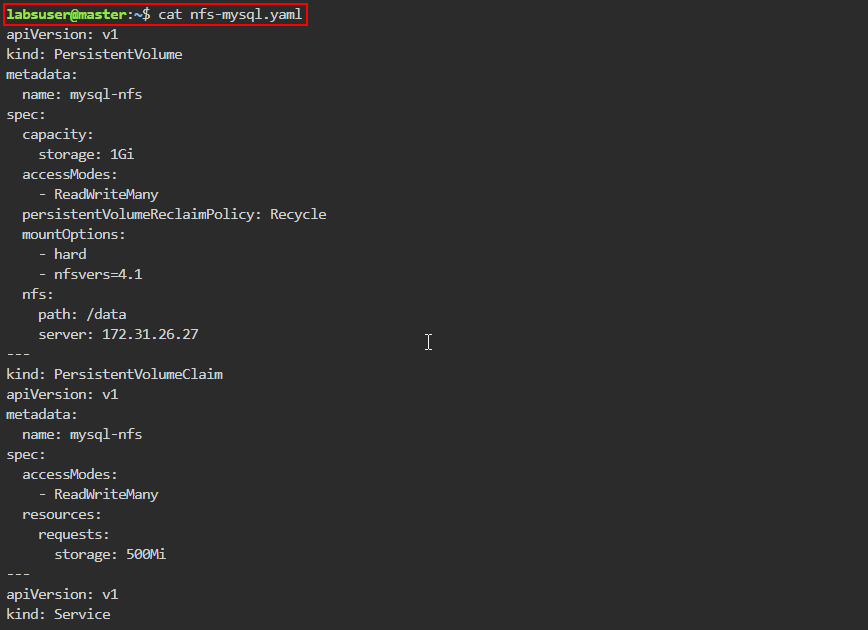 labsuser@master:~$ cat nfs-mysql.yaml
apiVersion: v1
kind: PersistentVolume
metadata:
  name: mysql-nfs
spec:
  capacity:
    storage: 1Gi
  accessModes:
    - ReadWriteMany
  persistentVolumeReclaimPolicy: Recycle
  mountOptions:
    - hard
    - nfsvers=4.1
  nfs:
    path: /data
    server: 172.31.26.27
---
kind: PersistentVolumeClaim
apiVersion: v1
metadata:
  name: mysql-nfs
spec:
  accessModes:
    - ReadWriteMany
  resources:
    requests:
      storage: 500Mi
---
apiVersion: v1
kind: Service